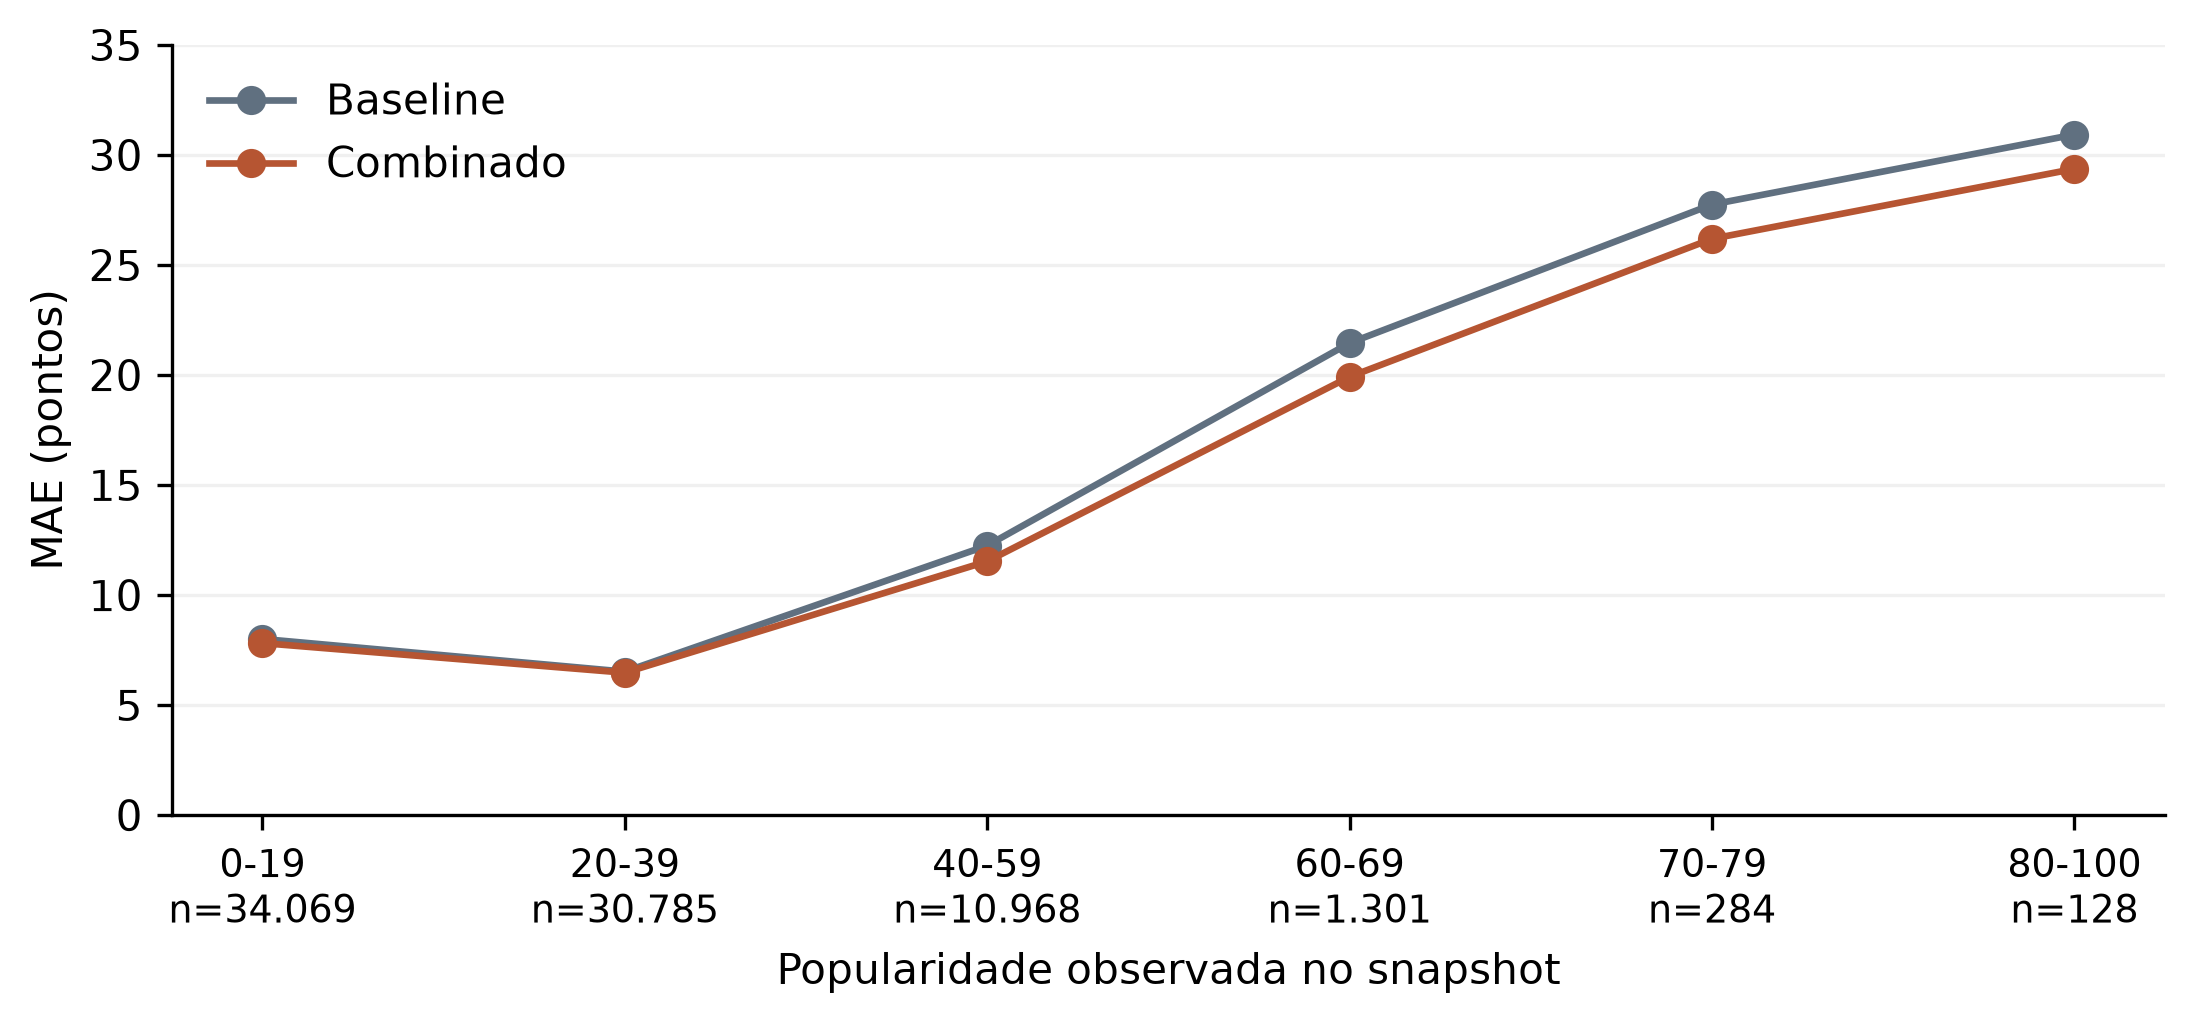 35
30
25
20
15
10
5
0
MAE (pontos)
Baseline
Combinado
0-19
n=34.069
20-39
n=30.785
40-59
n=10.968
60-69
n=1.301
70-79
n=284
80-100
n=128
Popularidade observada no snapshot